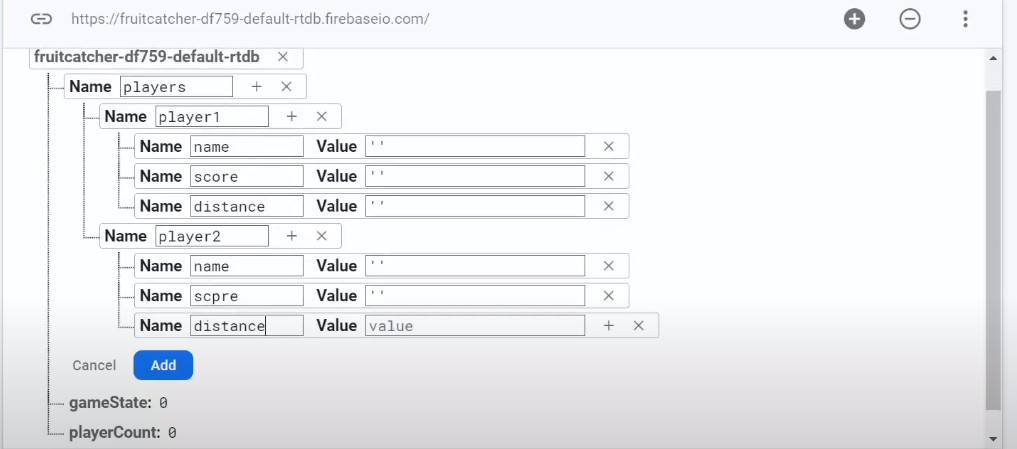 https://fruitcatcher-df759-default-rtdb.firebaseio.com/
fruitcatcher-df759-default-rtdb
Name players
Name player1
Name name Value ''
Name score Value ''
Name distance Value ''
Name player2
Name name Value ''
Name scpre Value ''
Name distance Value value
Cancel Add
gameState: 0
playerCount: 0